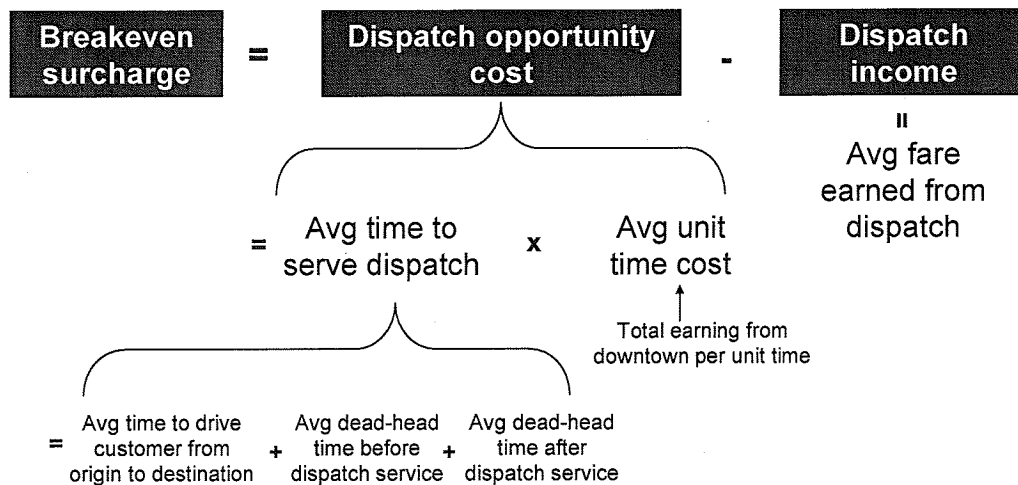 Breakeven
surcharge
=
Dispatch opportunity
cost
-
Dispatch
income
=
Avg fare
earned from
dispatch
=
Avg time to
serve dispatch
x
Avg unit
time cost
Total earning from
downtown per unit time
=
Avg time to drive
customer from
origin to destination
+
Avg dead-head
time before
dispatch service
+
Avg dead-head
time after
dispatch service